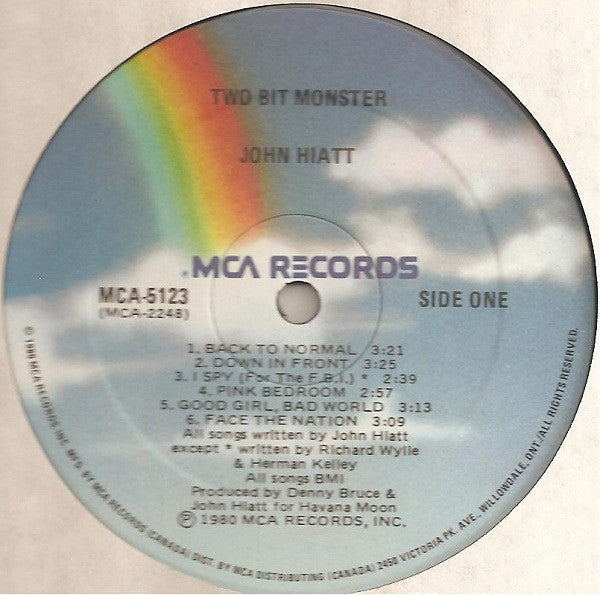 TWO BIT MONSTER
JOHN HIATT
MCA RECORDS
MCA-5123
(MCA-2248)
SIDE ONE
1. BACK TO NORMAL 3:21
2. DOWN IN FRONT 3:25
3. I SPY (For The F.B.I.) * 2:39
4. PINK BEDROOM 2:57
5. GOOD GIRL, BAD WORLD 3:13
6. FACE THE NATION 3:09
All songs written by John Hiatt
except * written by Richard Wylie
& Herman Kelley
All songs BMI
Produced by Denny Bruce &
John Hiatt for Havana Moon
Ⓟ 1980 MCA RECORDS, INC.
MCA RECORDS INC. MFG. BY MCA RECORDS (CANADA) DIST. BY MCA DISTRIBUTING (CANADA) 2450 VICTORIA PK. AVE., WILLOWDALE, ONT./ALL RIGHTS RESERVED.